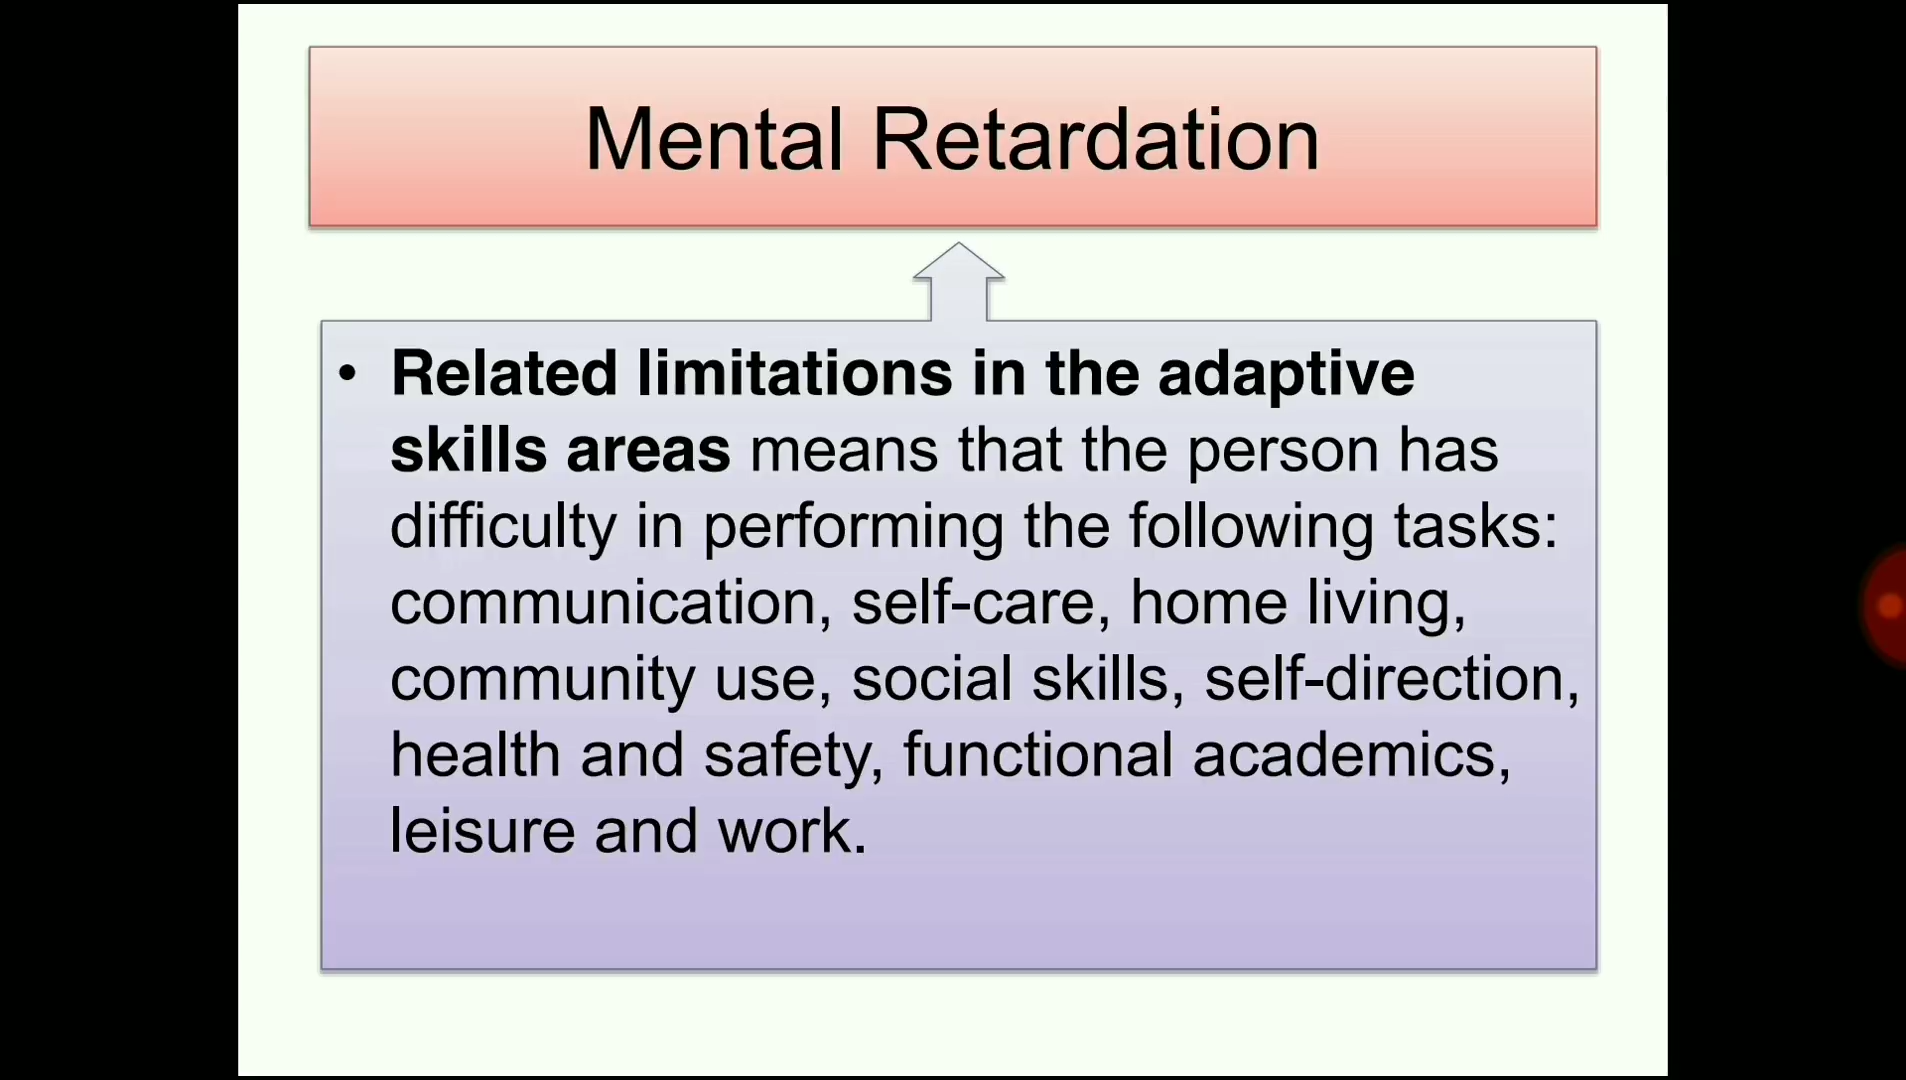 Mental Retardation
• Related limitations in the adaptive
skills areas means that the person has
difficulty in performing the following tasks:
communication, self-care, home living,
community use, social skills, self-direction,
health and safety, functional academics,
leisure and work.